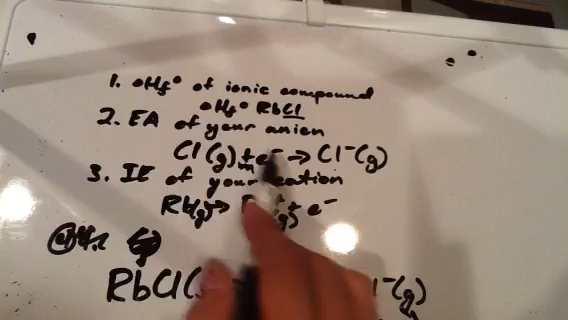 1. ΔHf° of ionic compound
ΔHf° RbCl
2. EA of your anion
Cl(g) + e⁻ → Cl⁻(g)
3. IE of your cation
Rb(g) → + e⁻
RbCl( l⁻(g)